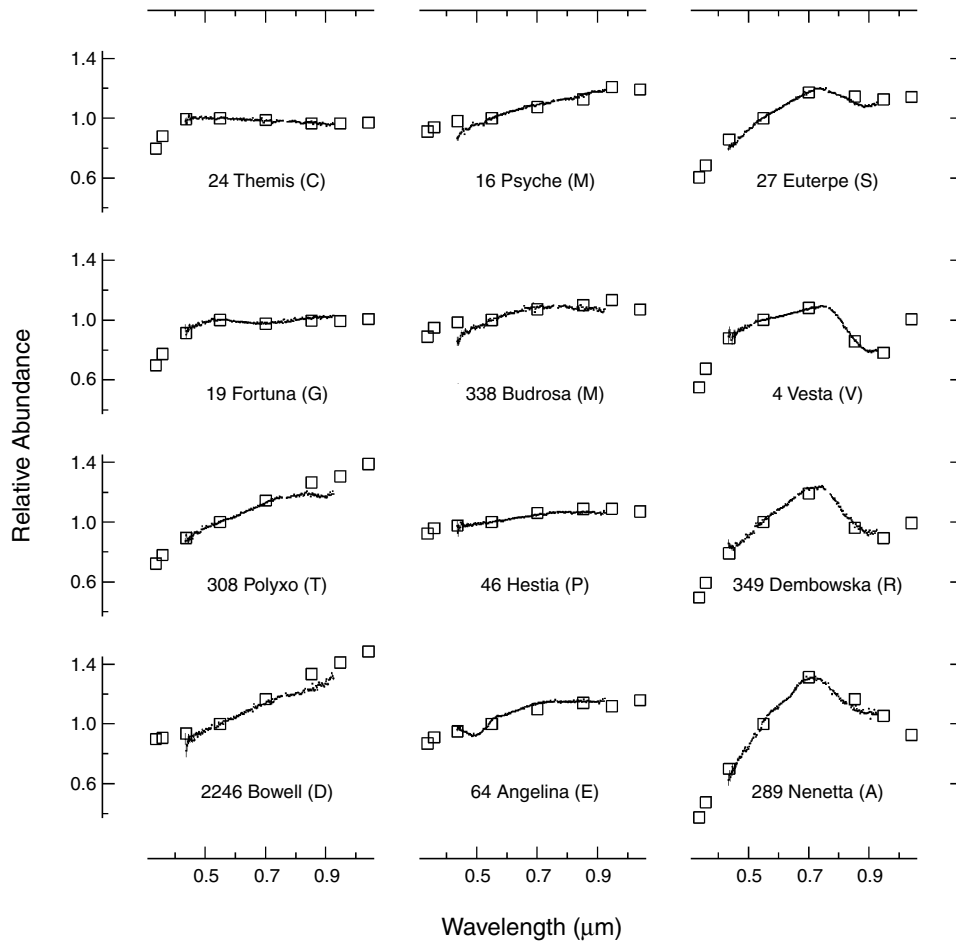 1.4
1.0
0.6
24 Themis (C)
16 Psyche (M)
27 Euterpe (S)
1.4
1.0
0.6
19 Fortuna (G)
338 Budrosa (M)
4 Vesta (V)
Relative Abundance
1.4
1.0
0.6
308 Polyxo (T)
46 Hestia (P)
349 Dembowska (R)
1.4
1.0
0.6
2246 Bowell (D)
64 Angelina (E)
289 Nenetta (A)
0.5 0.7 0.9
0.5 0.7 0.9
0.5 0.7 0.9
Wavelength (μm)